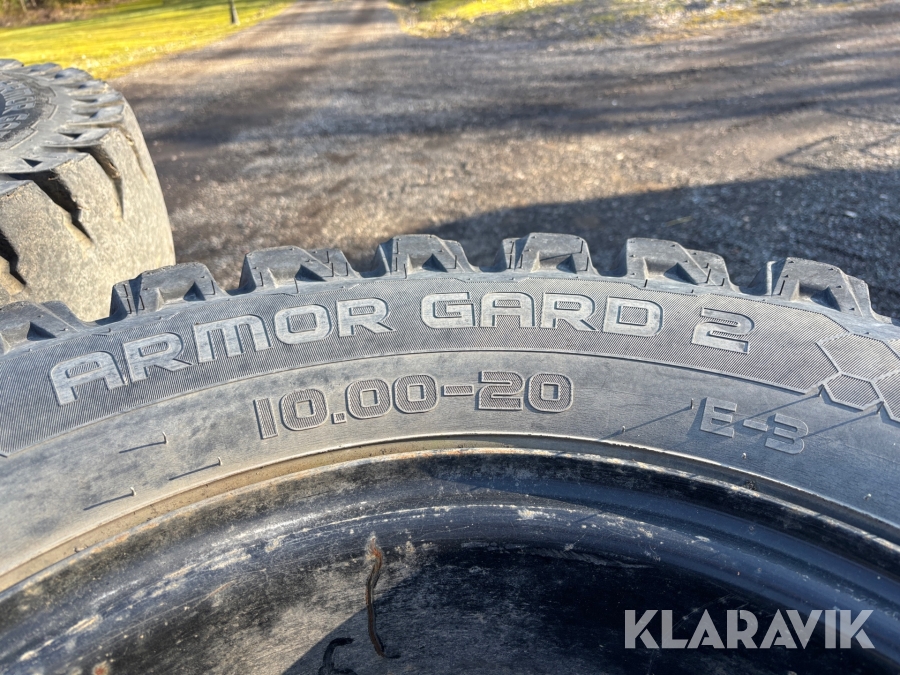 ARMOR GARD 2
10.00-20 E-3
KLARAVIK